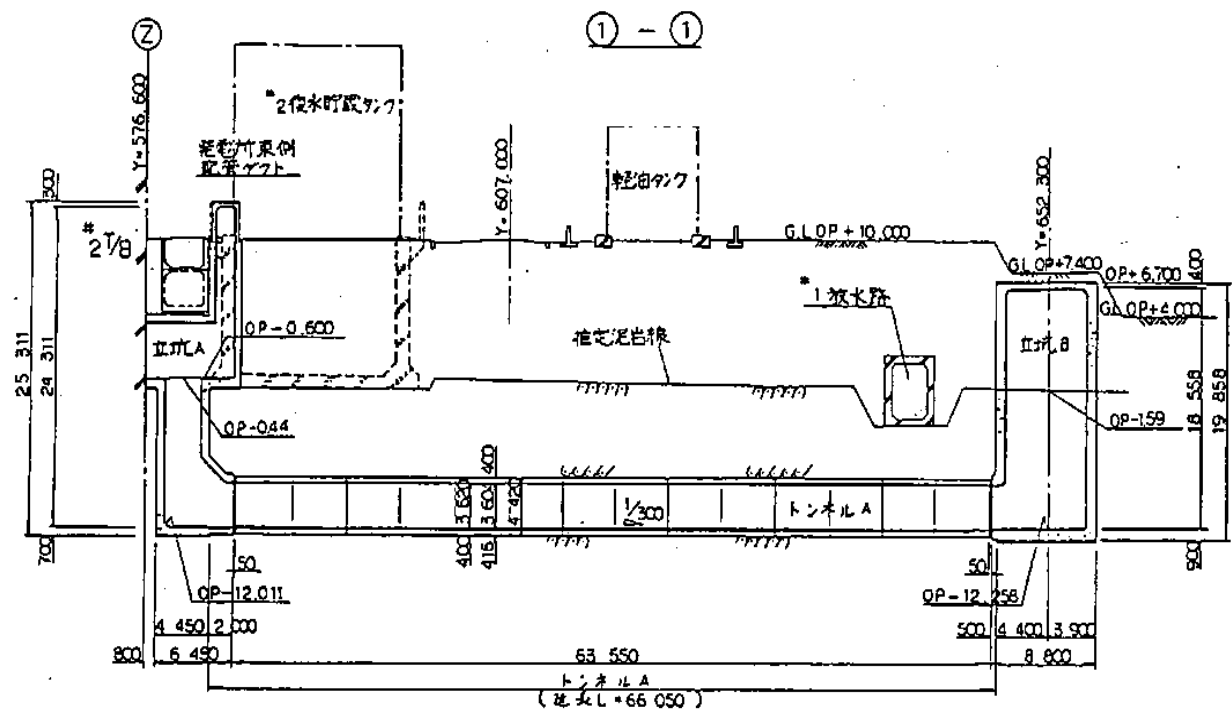 ① - ①
Z
Y=576.600
#2復水貯蔵タンク
発電所東側
配管ダクト
軽油タンク
Y=607.000
Y=652.300
300
#2T/B
G.L.OP+10.000
G.L.OP+7.400
OP+6.700
400
G.L.OP+4.000
#1放水路
OP-0.600
立坑A
推定泥岩線
立坑B
25 311
24 311
18 558
19 858
OP-0.44
OP-1.59
400
3 620
3 604
4 420
1/300
トンネルA
400
416
700
900
50
50
OP-12.011
OP-12.258
4 450
2 000
500
4 400
3 900
800
6 450
63 550
8 800
トンネルA
(延長L=66 050)